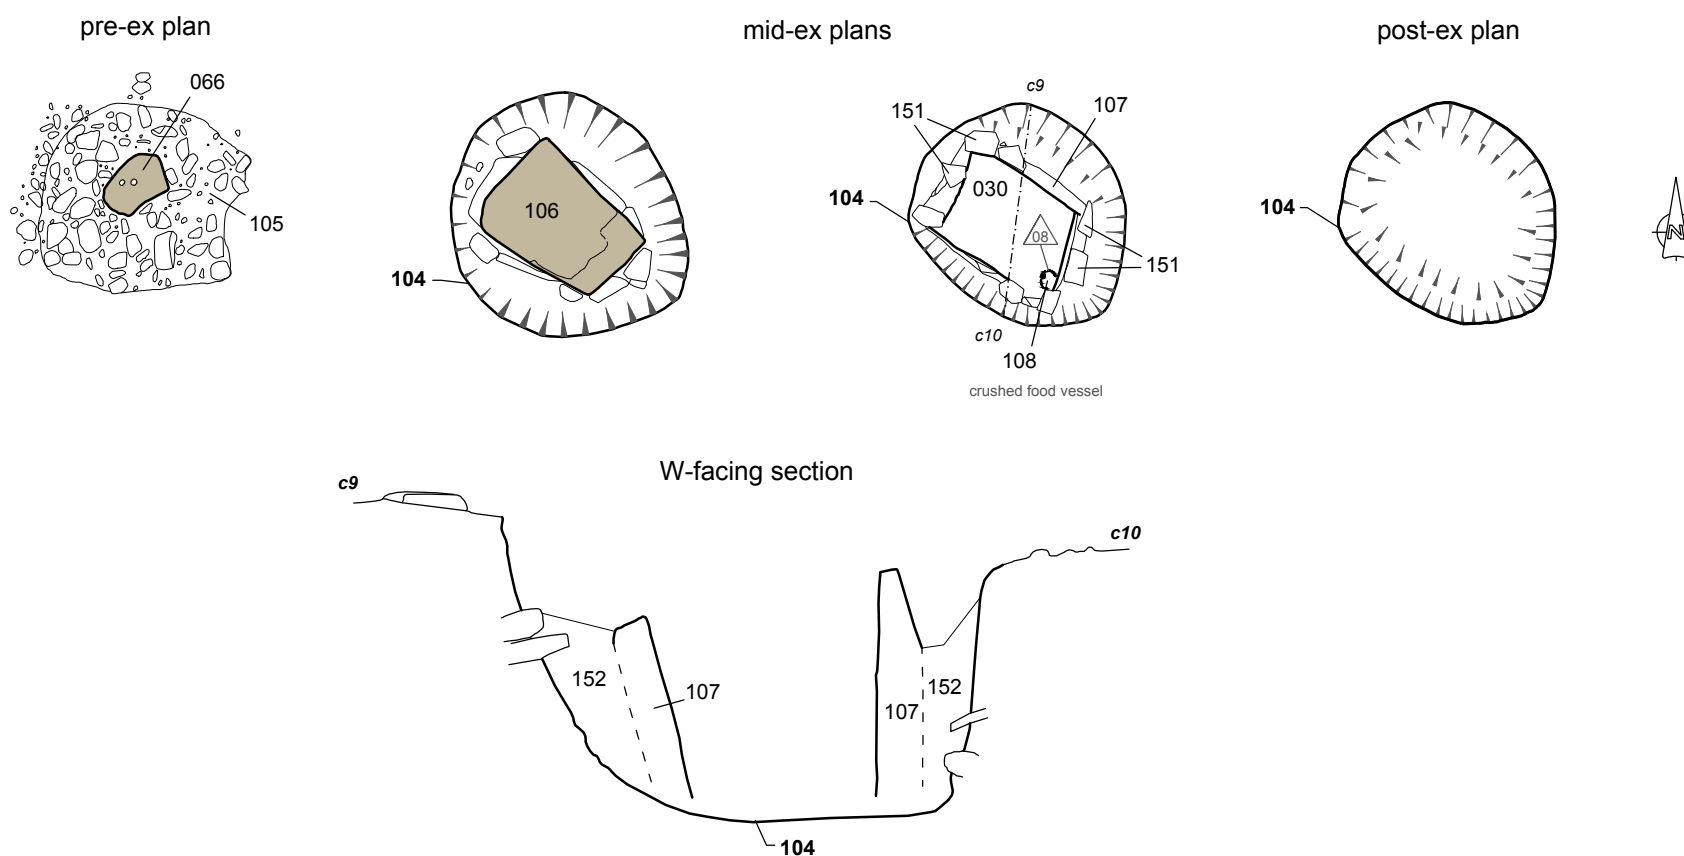 pre-ex plan
mid-ex plans
post-ex plan
066
105
106
104
c9
151
107
030
104
08
151
c10
108
crushed food vessel
104
N
W-facing section
c9
c10
152
107
107
152
104